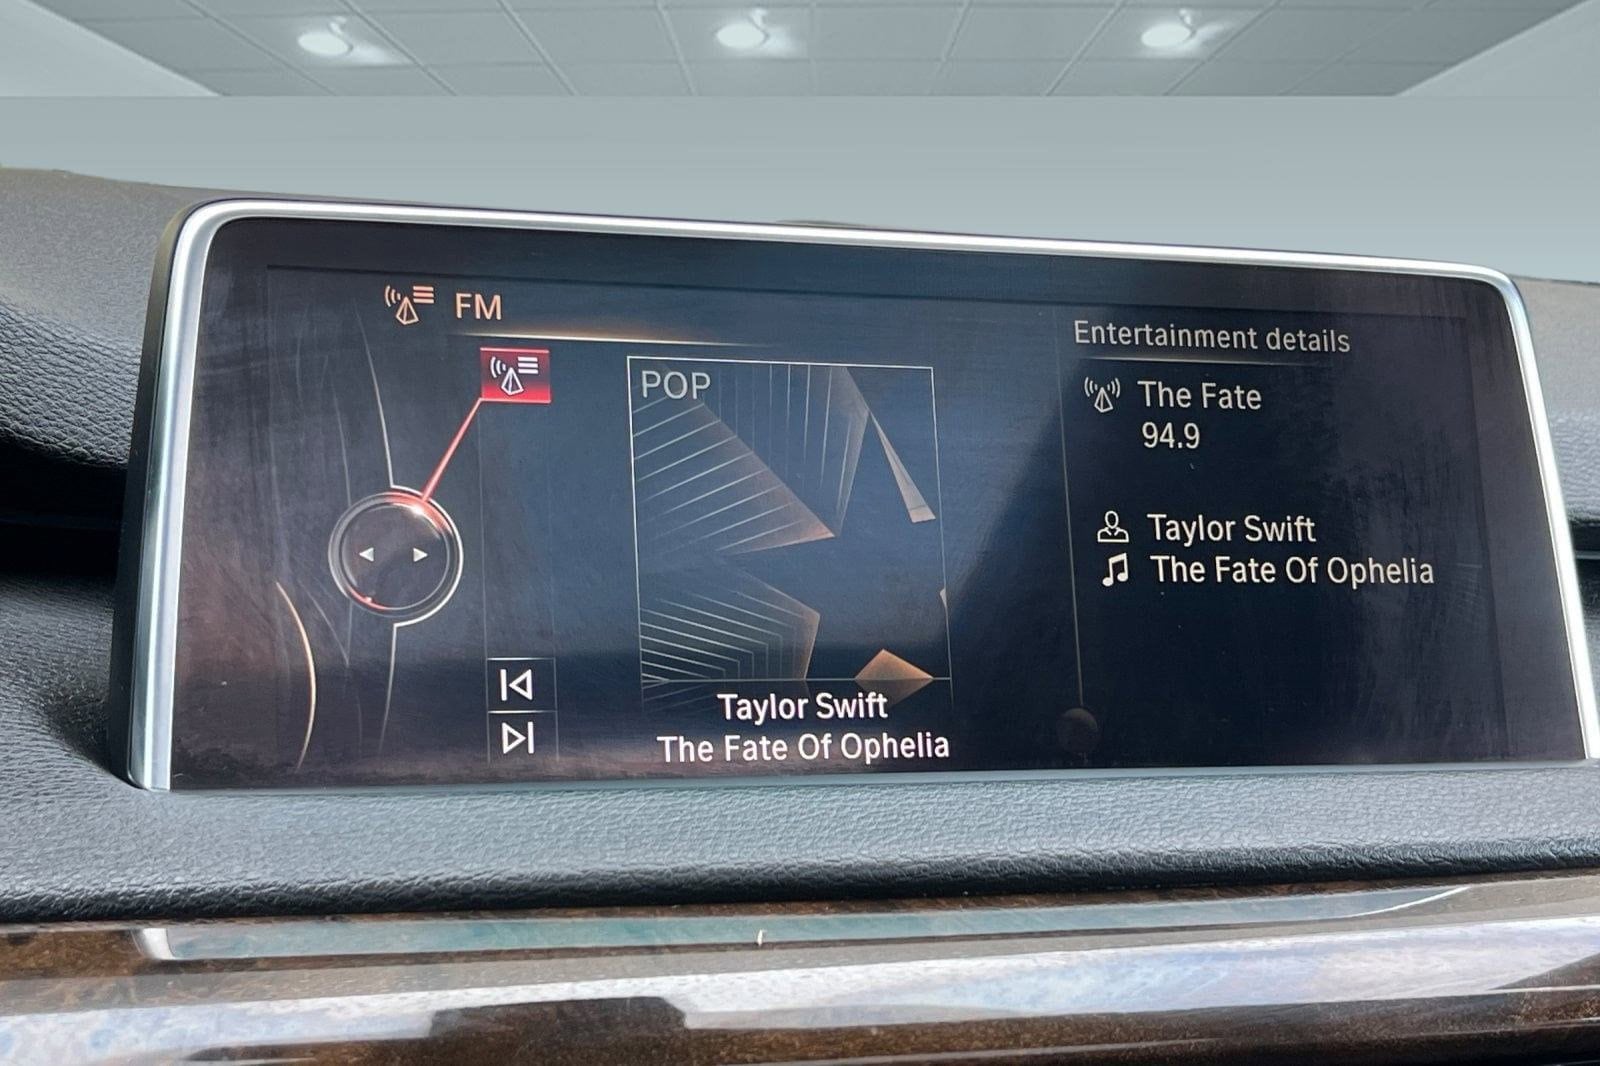 FM
POP
Taylor Swift
The Fate Of Ophelia
Entertainment details
The Fate
94.9
Taylor Swift
The Fate Of Ophelia